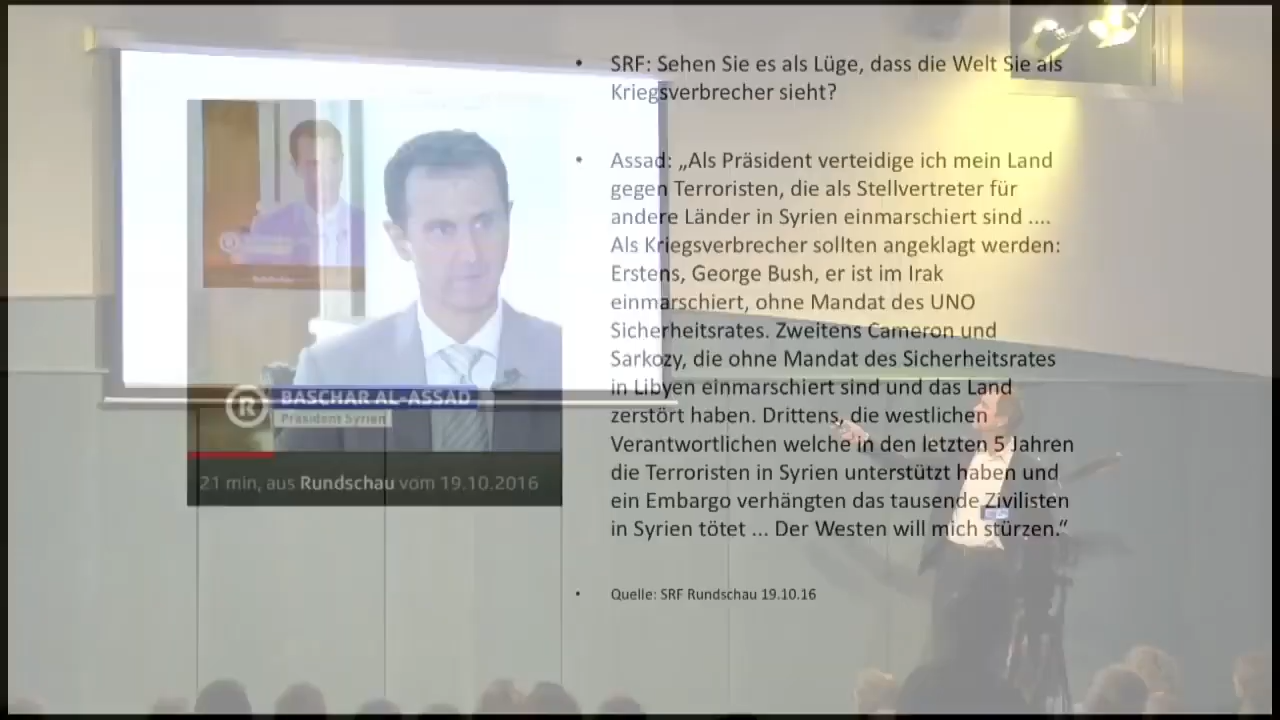 • SRF: Sehen Sie es als Lüge, dass die Welt Sie als
Kriegsverbrecher sieht?
• Assad: „Als Präsident verteidige ich mein Land
gegen Terroristen, die als Stellvertreter für
andere Länder in Syrien einmarschiert sind ....
Als Kriegsverbrecher sollten angeklagt werden:
Erstens, George Bush, er ist im Irak
einmarschiert, ohne Mandat des UNO
Sicherheitsrates. Zweitens Cameron und
Sarkozy, die ohne Mandat des Sicherheitsrates
in Libyen einmarschiert sind und das Land
zerstört haben. Drittens, die westlichen
Verantwortlichen welche in den letzten 5 Jahren
die Terroristen in Syrien unterstützt haben und
ein Embargo verhängten das tausende Zivilisten
in Syrien tötet ... Der Westen will mich stürzen.“
• Quelle: SRF Rundschau 19.10.16
R
BASCHAR AL-ASSAD
Präsident Syrien
21 min, aus Rundschau vom 19.10.2016